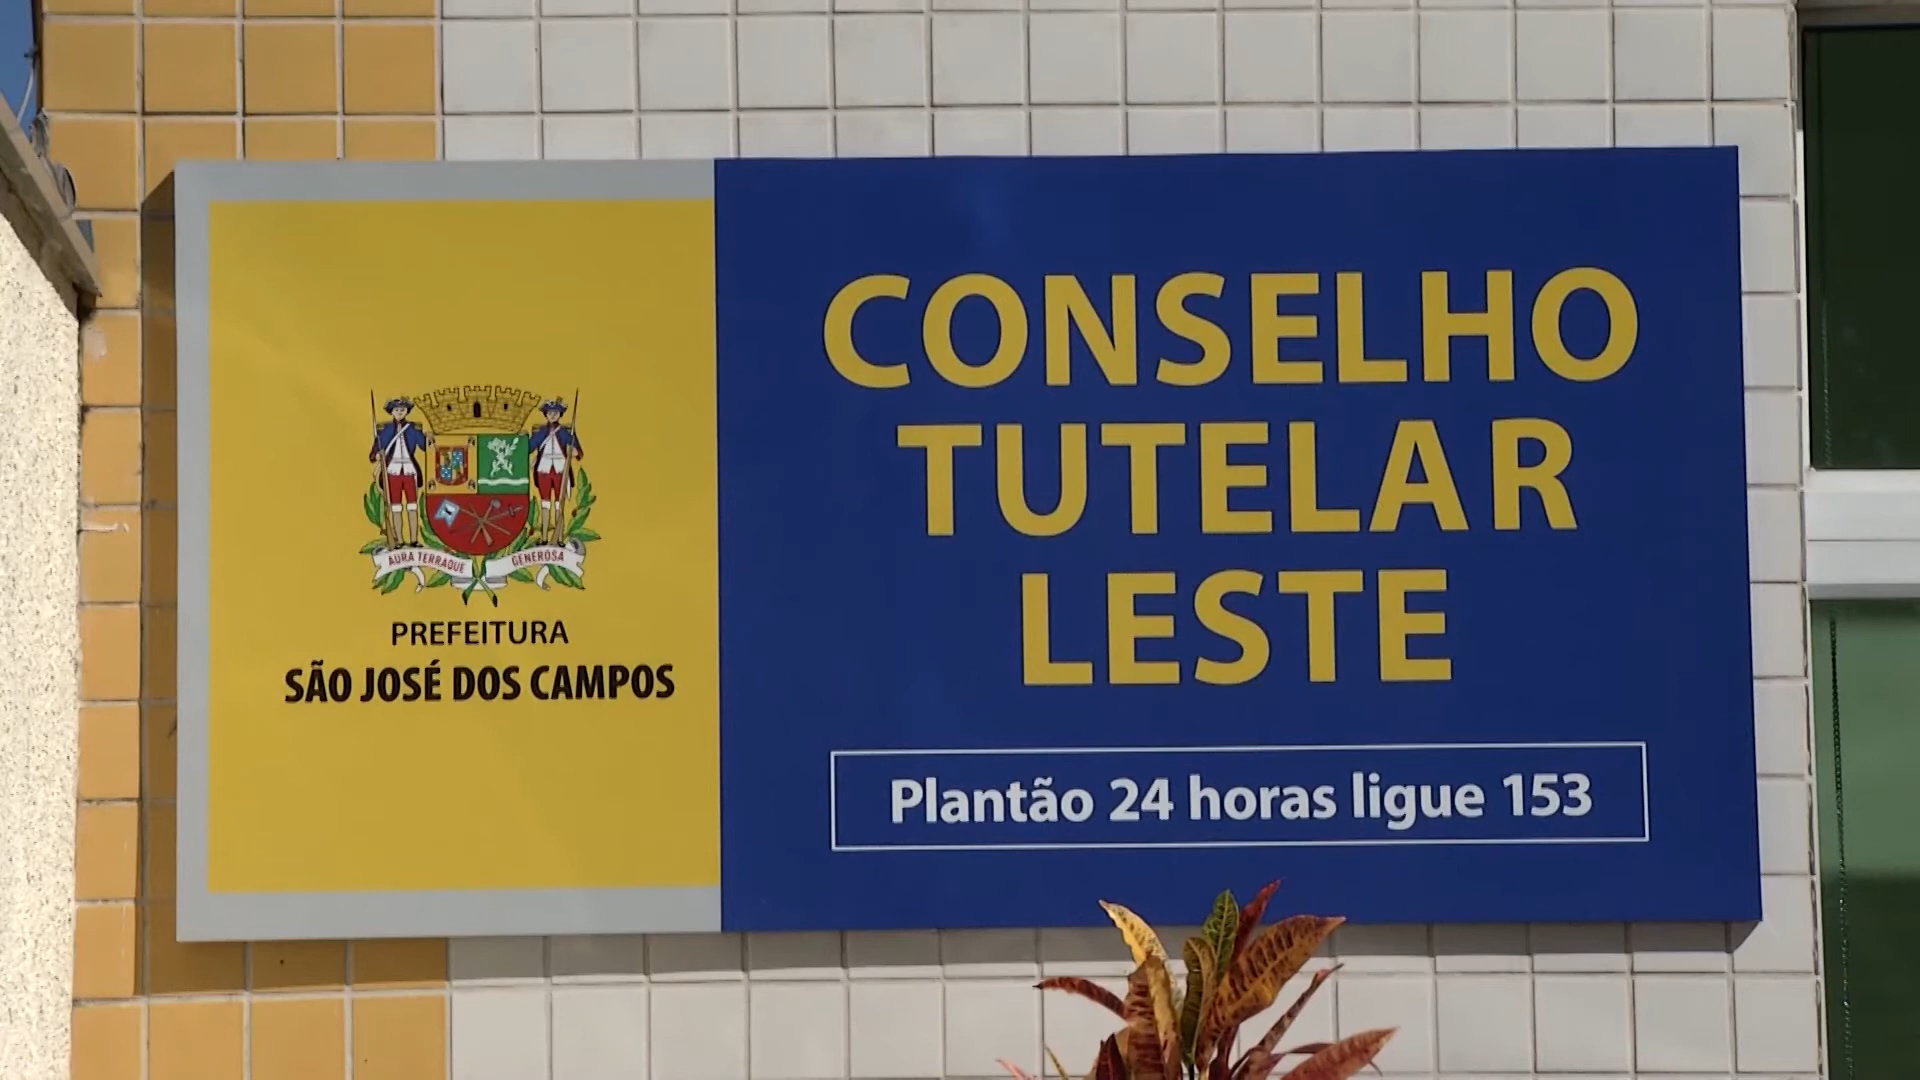 AURA TERRAQUE GENEROSA
PREFEITURA
SÃO JOSÉ DOS CAMPOS
CONSELHO
TUTELAR
LESTE
Plantão 24 horas ligue 153